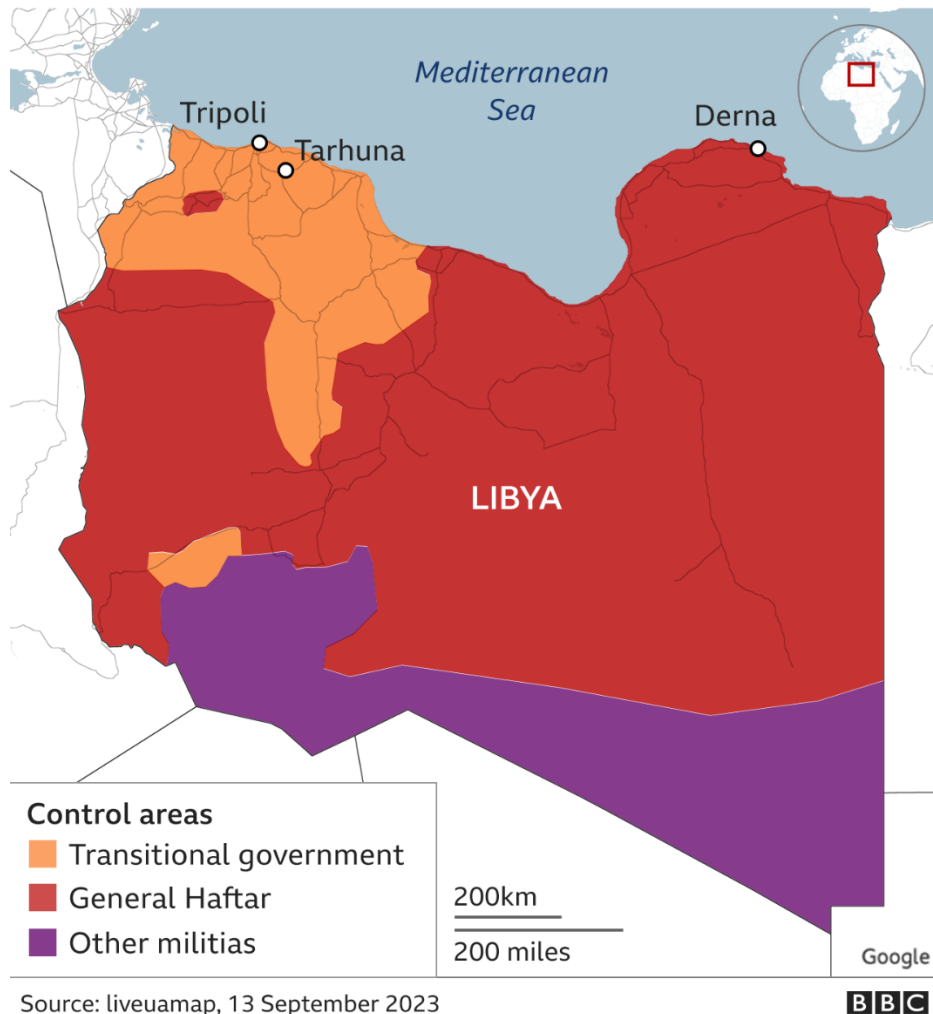 Mediterranean
Sea
Tripoli
Derna
Tarhuna
LIBYA
Control areas
Transitional government
General Haftar
Other militias
200km
200 miles
Google
Source: liveuamap, 13 September 2023
BBC